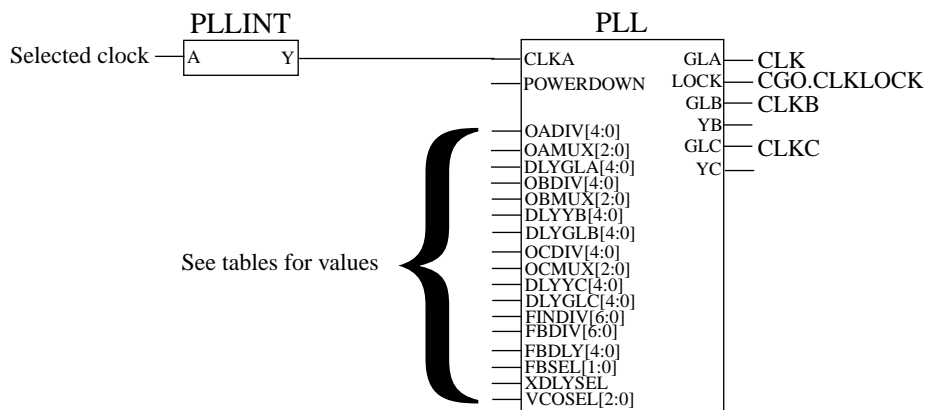 PLLINT
PLL
Selected clock
A
Y
CLKA
POWERDOWN
OADIV[4:0]
OAMUX[2:0]
DLYGLA[4:0]
OBDIV[4:0]
OBMUX[2:0]
DLYYB[4:0]
DLYGLB[4:0]
OCDIV[4:0]
OCMUX[2:0]
DLYYC[4:0]
DLYGLC[4:0]
FINDIV[6:0]
FBDIV[6:0]
FBDLY[4:0]
FBSEL[1:0]
XDLYSEL
VCOSEL[2:0]
See tables for values
GLA CLK
LOCK CGO.CLKLOCK
GLB CLKB
YB
GLC CLKC
YC